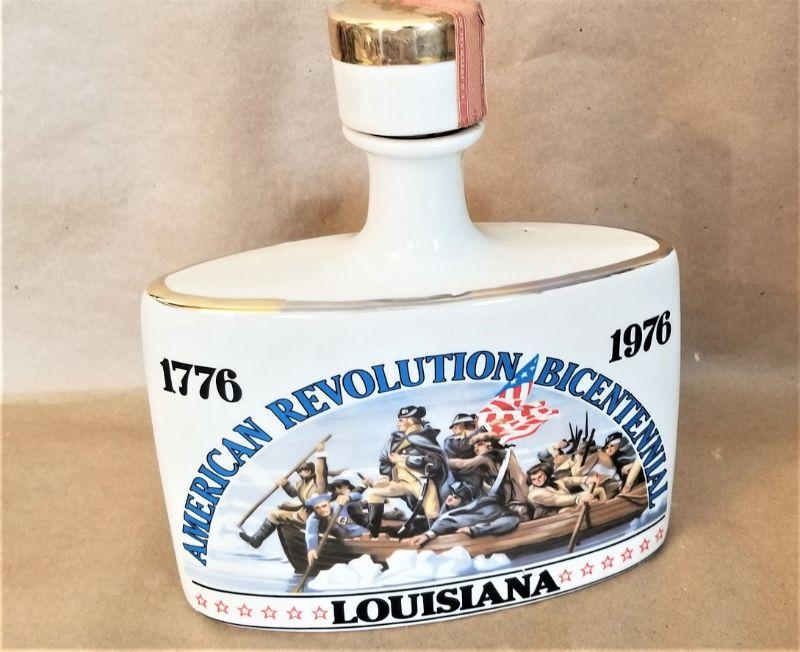 1776
1976
AMERICAN REVOLUTION BICENTENNIAL
LOUISIANA